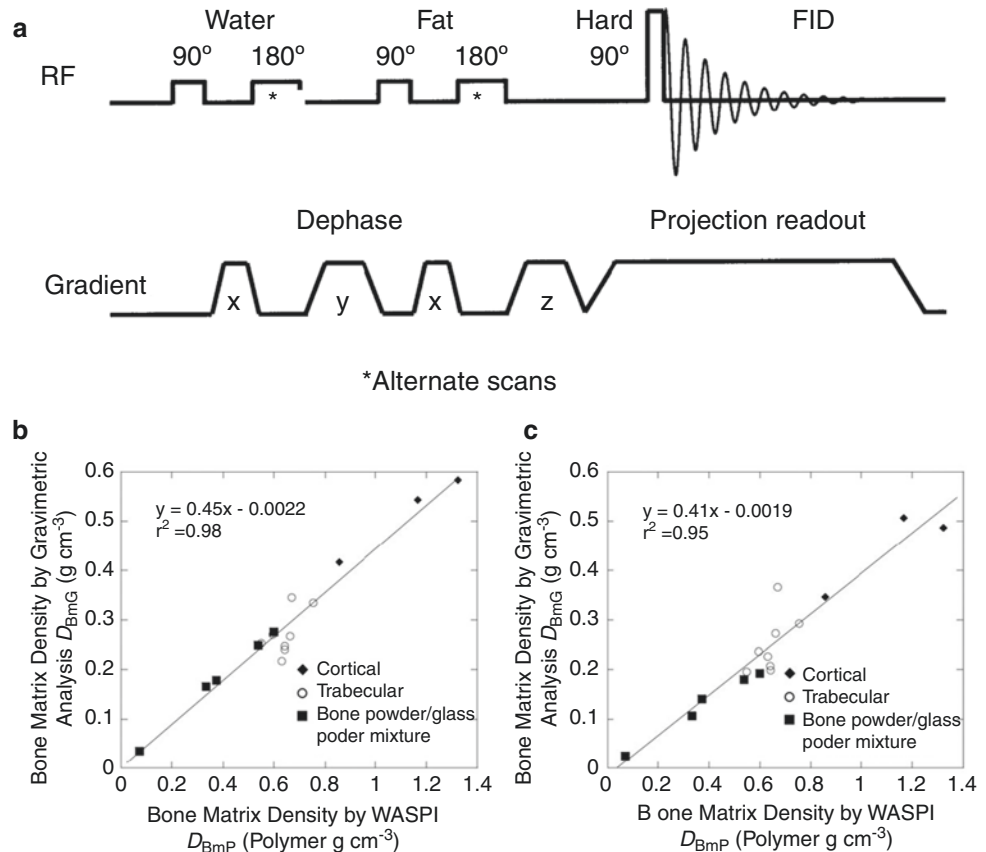 a
Water Fat Hard FID
90º 180º 90º 180º 90º
RF
* *
Dephase Projection readout
Gradient
x y x z
*Alternate scans
b
Bone Matrix Density by Gravimetric
Analysis D_BmG (g cm⁻³)
0.6
0.5
0.4
0.3
0.2
0.1
0
y = 0.45x - 0.0022
r² =0.98
Cortical
Trabecular
Bone powder/glass
poder mixture
0 0.2 0.4 0.6 0.8 1 1.2 1.4
Bone Matrix Density by WASPI
D_BmP (Polymer g cm⁻³)
c
Bone Matrix Density by Gravimetric
Analysis D_BmG (g cm⁻³)
0.6
0.5
0.4
0.3
0.2
0.1
0
y = 0.41x - 0.0019
r² =0.95
Cortical
Trabecular
Bone powder/glass
poder mixture
0 0.2 0.4 0.6 0.8 1 1.2 1.4
B one Matrix Density by WASPI
D_BmP (Polymer g cm⁻³)